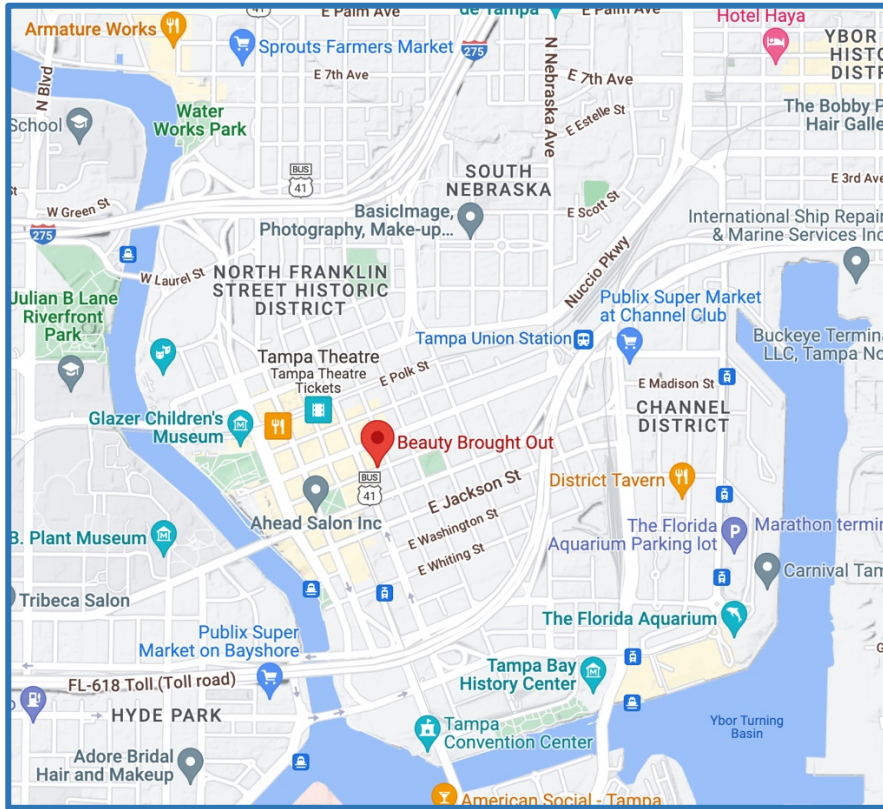 Armature Works
E Palm Ave
de Tampa
E Palm Ave
Hotel Haya
Sprouts Farmers Market
275
N Nebraska Ave
YBOR
HISTO
DISTR
N Blvd
E 7th Ave
E 7th Ave
School
Water
Works Park
E Estelle St
The Bobby P
Hair Galle
BUS
41
SOUTH
NEBRASKA
E 3rd Ave
W Green St
BasicImage,
Photography, Make-up...
E Scott St
International Ship Repair
& Marine Services Inc
275
W Laurel St
NORTH FRANKLIN
STREET HISTORIC
DISTRICT
Nuccio Pkwy
Julian B Lane
Riverfront
Park
Publix Super Market
at Channel Club
Tampa Union Station
Buckeye Termina
LLC, Tampa No
Tampa Theatre
Tampa Theatre
Tickets
E Polk St
E Madison St
CHANNEL
DISTRICT
Glazer Children's
Museum
Beauty Brought Out
BUS
41
E Jackson St
District Tavern
Ahead Salon Inc
E Washington St
B. Plant Museum
E Whiting St
The Florida
Aquarium Parking lot
P
Marathon termin
Carnival Tam
Tribeca Salon
The Florida Aquarium
Publix Super
Market on Bayshore
FL-618 Toll (Toll road)
Tampa Bay
History Center
HYDE PARK
Ybor Turning
Basin
Tampa
Convention Center
Adore Bridal
Hair and Makeup
American Social - Tampa